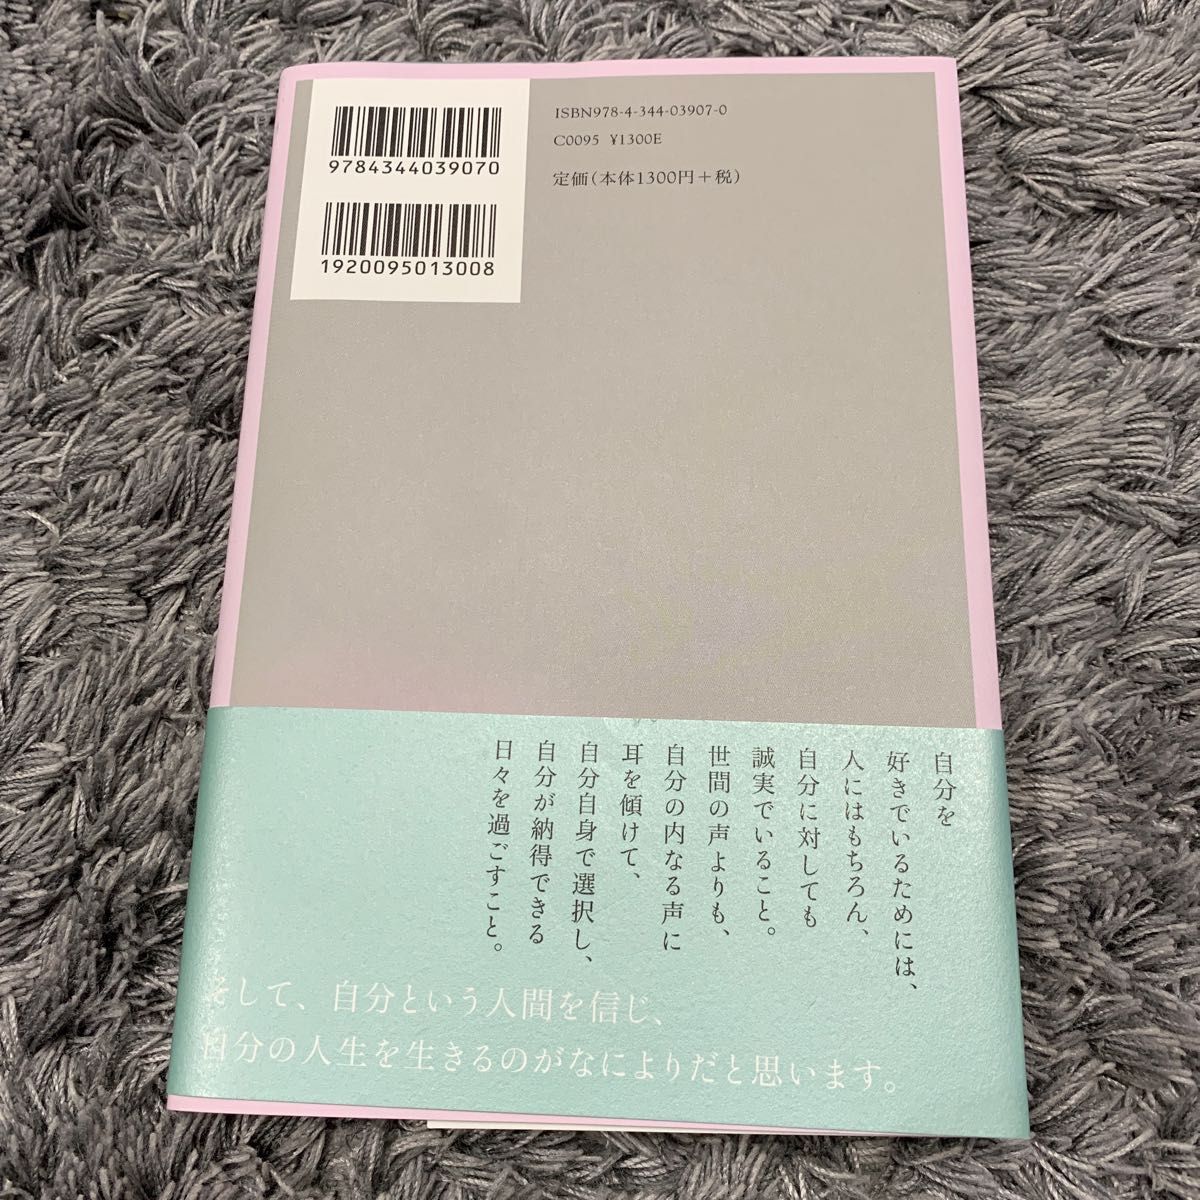 9784344039070
1920095013008
ISBN978-4-344-03907-0
C0095 ¥1300E
定価(本体1300円+税)
自分を
好きでいるためには、
人にはもちろん、
自分に対しても
誠実でいること。
世間の声よりも、
自分の内なる声に
耳を傾けて、
自分自身で選択し、
自分が納得できる
日々を過ごすこと。
そして、自分という人間を信じ、
自分の人生を生きるのがなによりだと思います。